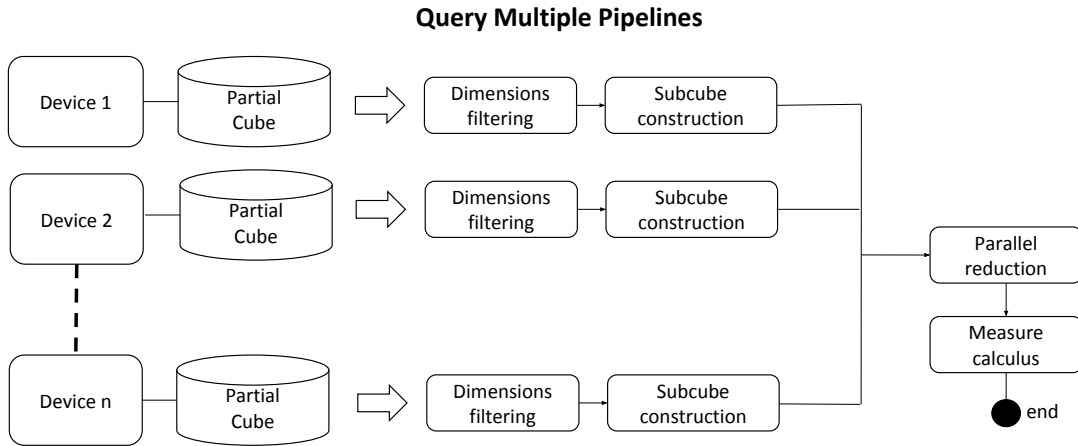 Query Multiple Pipelines
Device 1
Partial
Cube
Dimensions
filtering
Subcube
construction
Device 2
Partial
Cube
Dimensions
filtering
Subcube
construction
Parallel
reduction
Measure
calculus
Device n
Partial
Cube
Dimensions
filtering
Subcube
construction
end